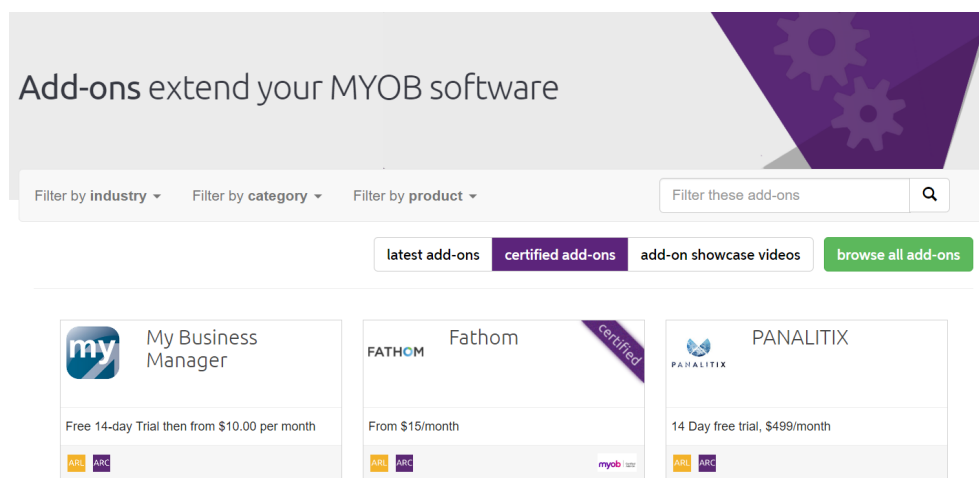 Add-ons extend your MYOB software
Filter by industry Filter by category Filter by product Filter these add-ons
latest add-ons certified add-ons add-on showcase videos browse all add-ons
my My Business Manager
FATHOM Fathom certified
PANALITIX PANALITIX
Free 14-day Trial then from $10.00 per month
From $15/month
14 Day free trial, $499/month
ARL ARC
ARL ARC myob
ARL ARC